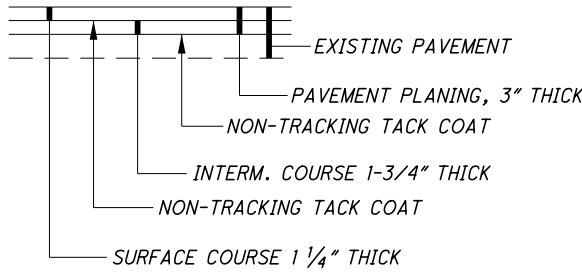 EXISTING PAVEMENT
PAVEMENT PLANING, 3" THICK
NON-TRACKING TACK COAT
INTERM. COURSE 1-3/4" THICK
NON-TRACKING TACK COAT
SURFACE COURSE 1 1/4" THICK